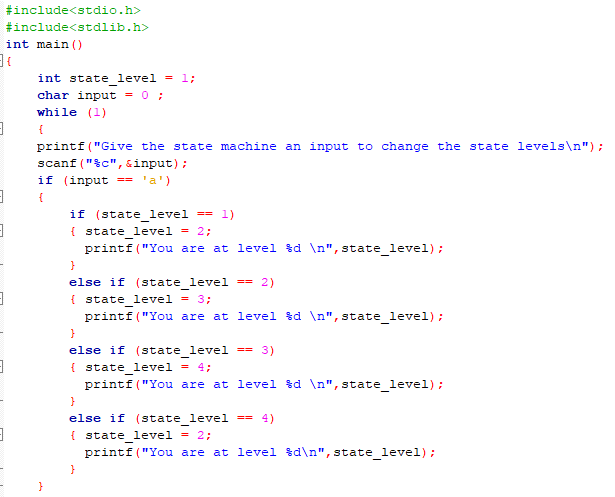 #include<stdio.h>
#include<stdlib.h>
int main()
{
int state_level = 1;
char input = 0 ;
while (1)
{
printf("Give the state machine an input to change the state levels\n");
scanf("%c",&input);
if (input == 'a')
{
if (state_level == 1)
{ state_level = 2;
printf("You are at level %d \n",state_level);
}
else if (state_level == 2)
{ state_level = 3;
printf("You are at level %d \n",state_level);
}
else if (state_level == 3)
{ state_level = 4;
printf("You are at level %d \n",state_level);
}
else if (state_level == 4)
{ state_level = 2;
printf("You are at level %d\n",state_level);
}
}